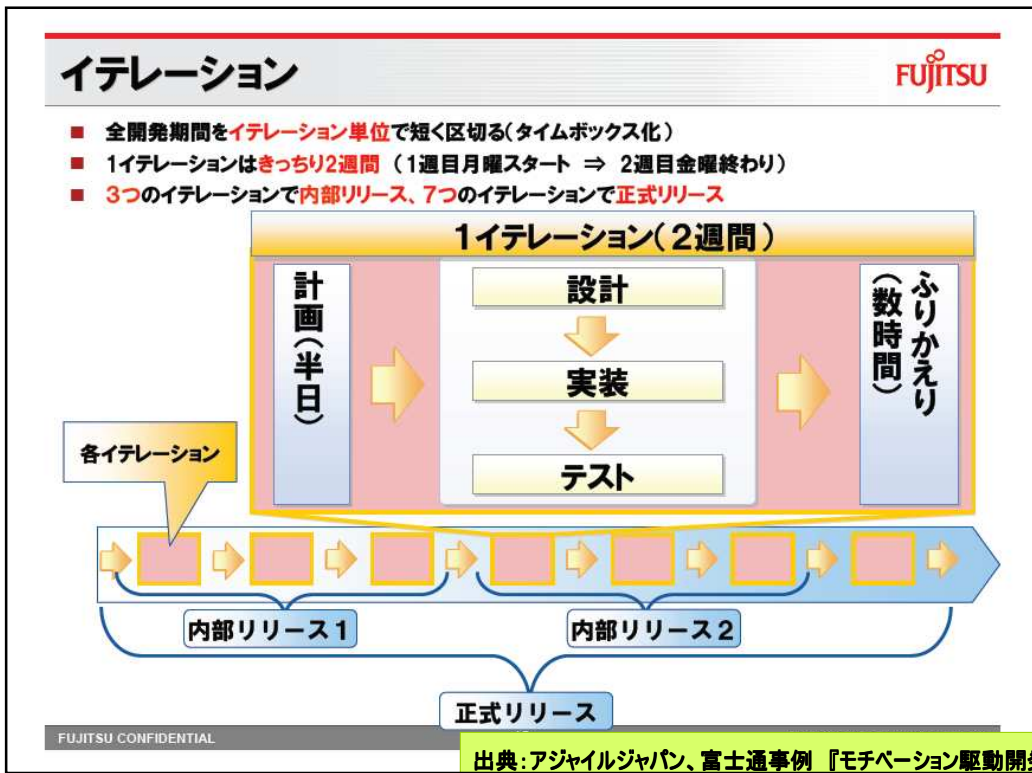 イテレーション
FUJITSU
全開発期間をイテレーション単位で短く区切る(タイムボックス化)
1イテレーションはきっちり2週間 (1週目月曜スタート ⇒ 2週目金曜終わり)
3つのイテレーションで内部リリース、7つのイテレーションで正式リリース
1イテレーション(2週間)
計画(半日)
設計
実装
テスト
ふりかえり
(数時間)
各イテレーション
内部リリース1
内部リリース2
正式リリース
FUJITSU CONFIDENTIAL
出典:アジャイルジャパン、富士通事例 『モチベーション駆動開